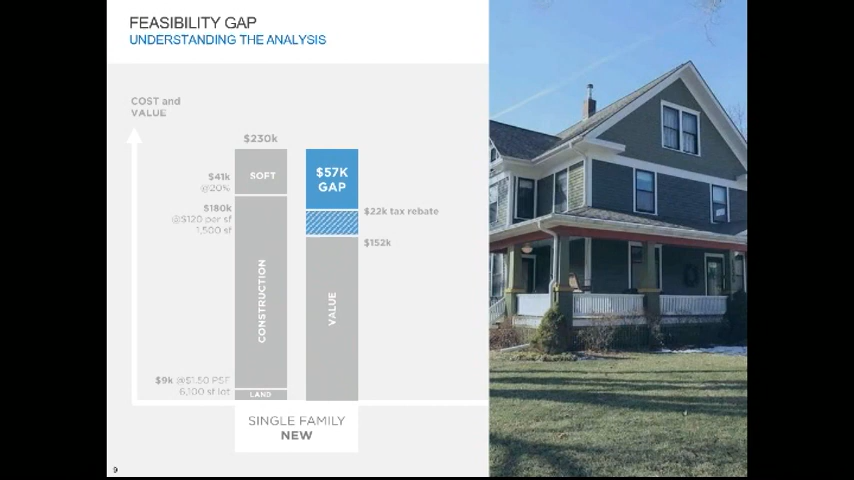 FEASIBILITY GAP
UNDERSTANDING THE ANALYSIS
COST and
VALUE
$230k
$41k
@20%
SOFT
$57K
GAP
$180k
@$120 per sf
1,500 sf
$22k tax rebate
$152k
CONSTRUCTION
VALUE
$9k @$1.50 PSF
6,100 sf lot
LAND
SINGLE FAMILY
NEW
9